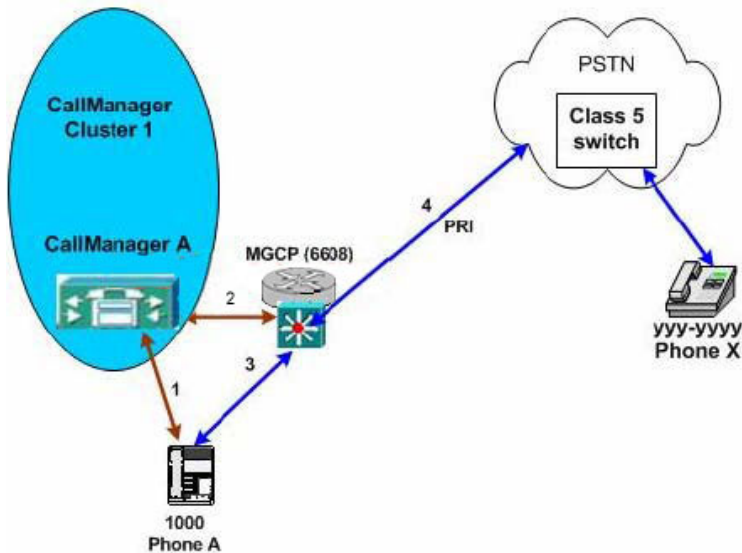 CallManager
Cluster 1
CallManager A
MGCP (6608)
PSTN
Class 5
switch
4
PRI
2
3
1
yyy-yyyy
Phone X
1000
Phone A